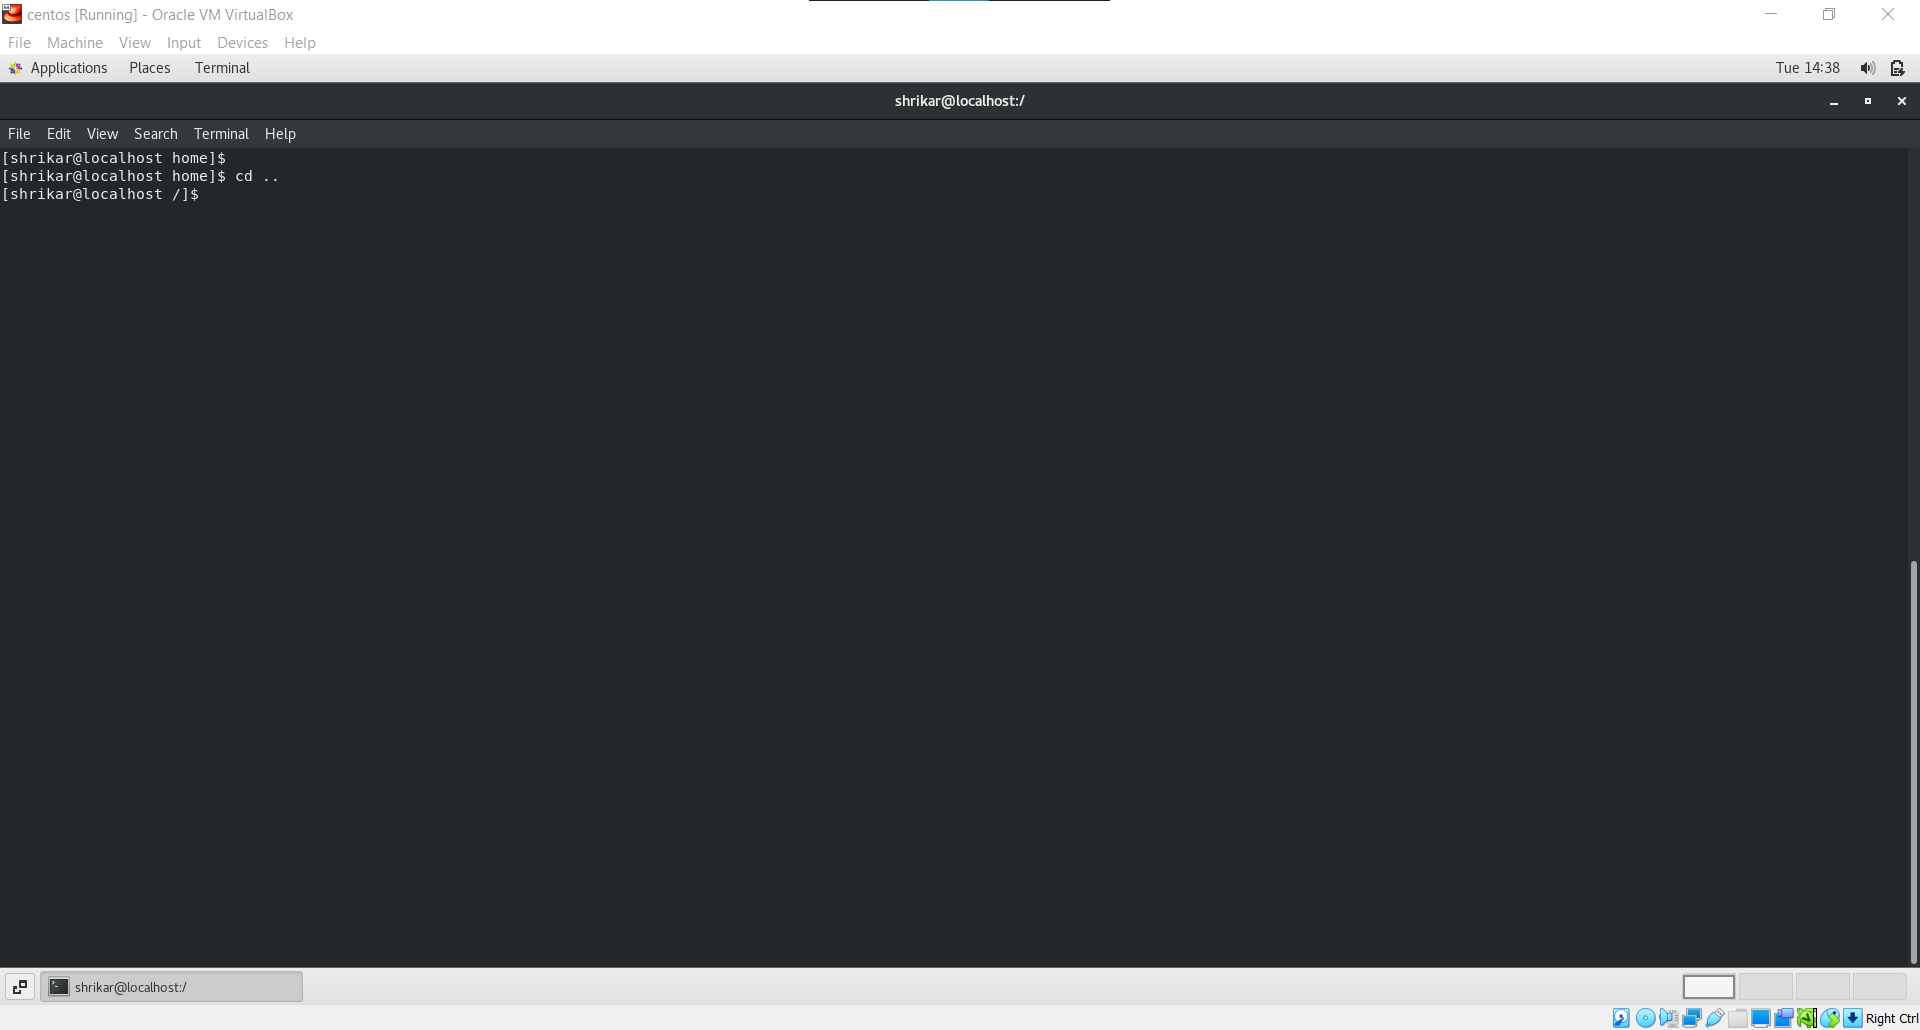 centos [Running] - Oracle VM VirtualBox
File Machine View Input Devices Help
Applications Places Terminal Tue 14:38
shrikar@localhost:/
File Edit View Search Terminal Help
[shrikar@localhost home]$
[shrikar@localhost home]$ cd ..
[shrikar@localhost /]$
shrikar@localhost:/
Right Ctrl